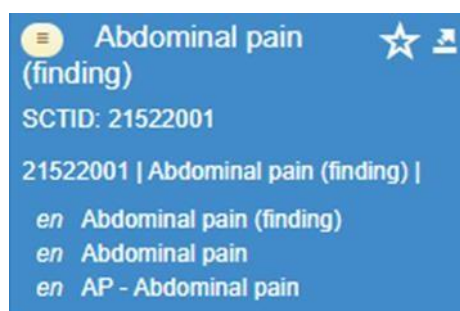 Abdominal pain
(finding)
SCTID: 21522001
21522001 | Abdominal pain (finding) |
en Abdominal pain (finding)
en Abdominal pain
en AP - Abdominal pain